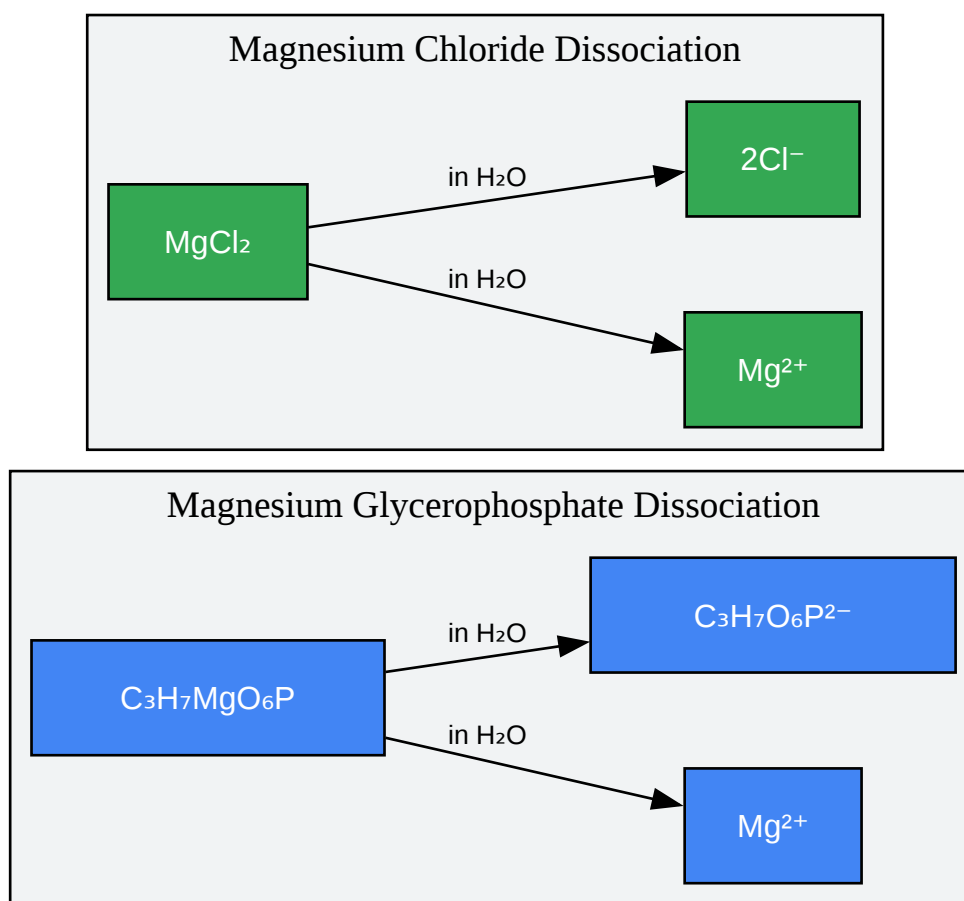 Magnesium Chloride Dissociation
2Cl⁻
in H₂O
MgCl₂
in H₂O
Mg²⁺
Magnesium Glycerophosphate Dissociation
C₃H₇O₆P²⁻
in H₂O
C₃H₇MgO₆P
in H₂O
Mg²⁺